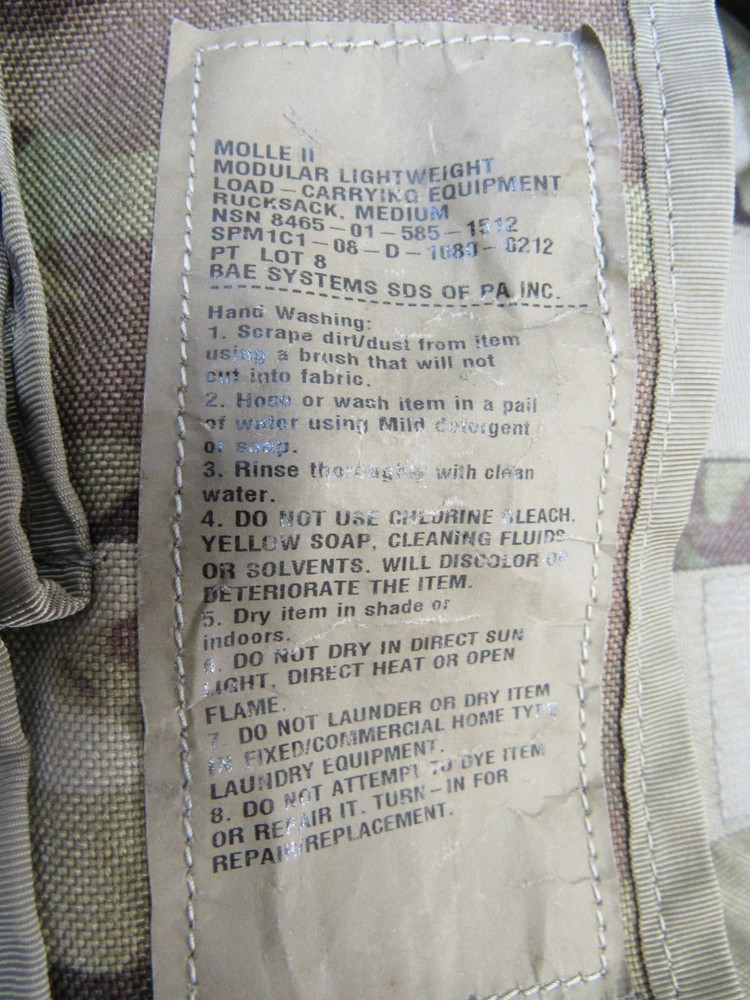 MOLLE II
MODULAR LIGHTWEIGHT
LOAD-CARRYING EQUIPMENT
RUCKSACK, MEDIUM
NSN 8465-01-585-1512
SPM1C1-08-D-1080-0212
PT LOT 8
BAE SYSTEMS SDS OF PA INC.
Hand Washing:
1. Scrape dirt/dust from item
using a brush that will not
cut into fabric.
2. Hose or wash item in a pail
of water using Mild detergent
or soap.
3. Rinse thoroughly with clean
water.
4. DO NOT USE CHLORINE BLEACH,
YELLOW SOAP, CLEANING FLUIDS
OR SOLVENTS. WILL DISCOLOR OR
DETERIORATE THE ITEM.
5. Dry item in shade or
indoors.
6. DO NOT DRY IN DIRECT SUN
LIGHT, DIRECT HEAT OR OPEN
FLAME.
7. DO NOT LAUNDER OR DRY ITEM
IN FIXED/COMMERCIAL HOME TYPE
LAUNDRY EQUIPMENT.
8. DO NOT ATTEMPT TO DYE ITEM
OR REPAIR IT. TURN-IN FOR
REPAIR/REPLACEMENT.